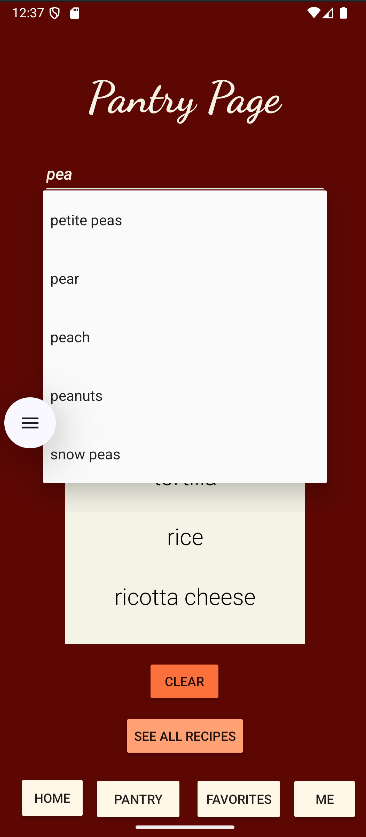 12:37
Pantry Page
pea
petite peas
pear
peach
peanuts
snow peas
tortilla
rice
ricotta cheese
CLEAR
SEE ALL RECIPES
HOME PANTRY FAVORITES ME